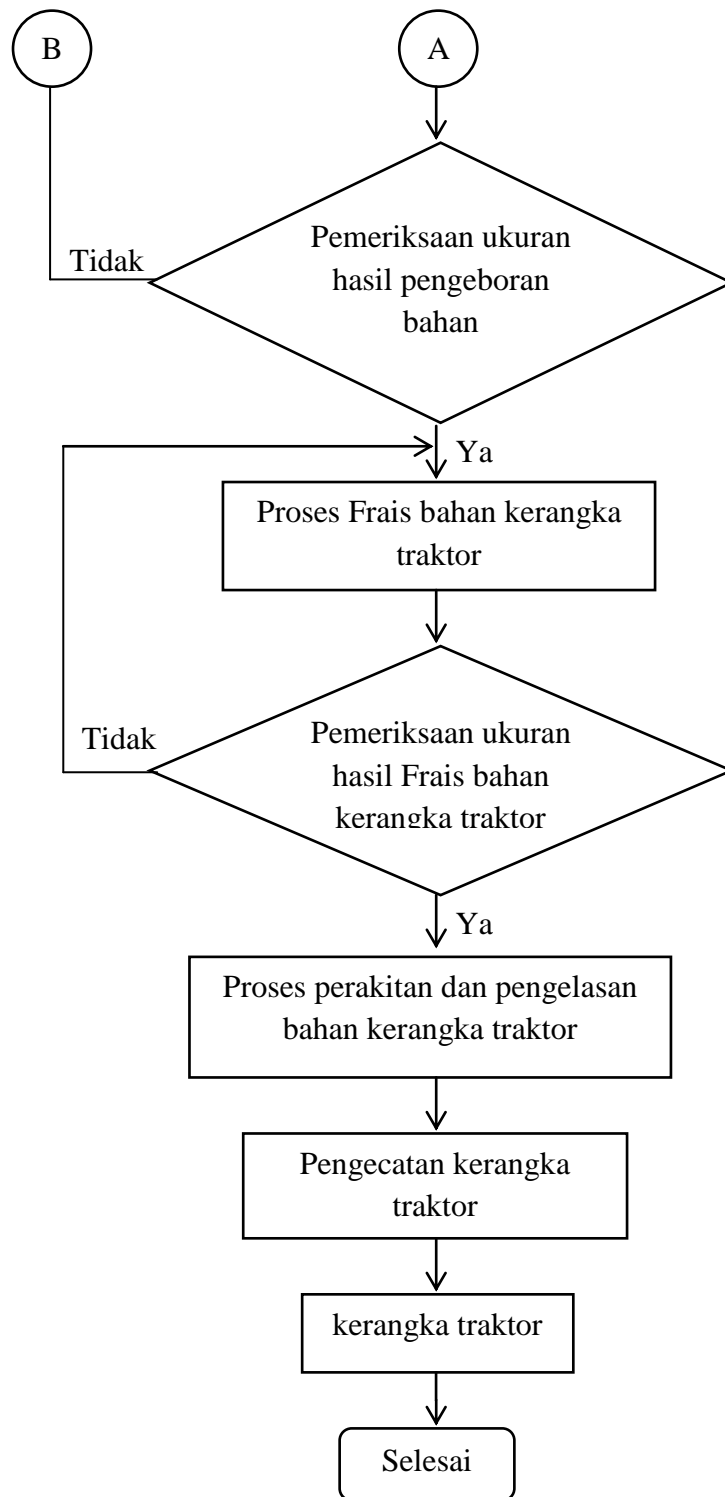 B
A
Pemeriksaan ukuran
hasil pengeboran
bahan
Tidak
Ya
Proses Frais bahan kerangka
traktor
Pemeriksaan ukuran
hasil Frais bahan
kerangka traktor
Tidak
Ya
Proses perakitan dan pengelasan
bahan kerangka traktor
Pengecatan kerangka
traktor
kerangka traktor
Selesai